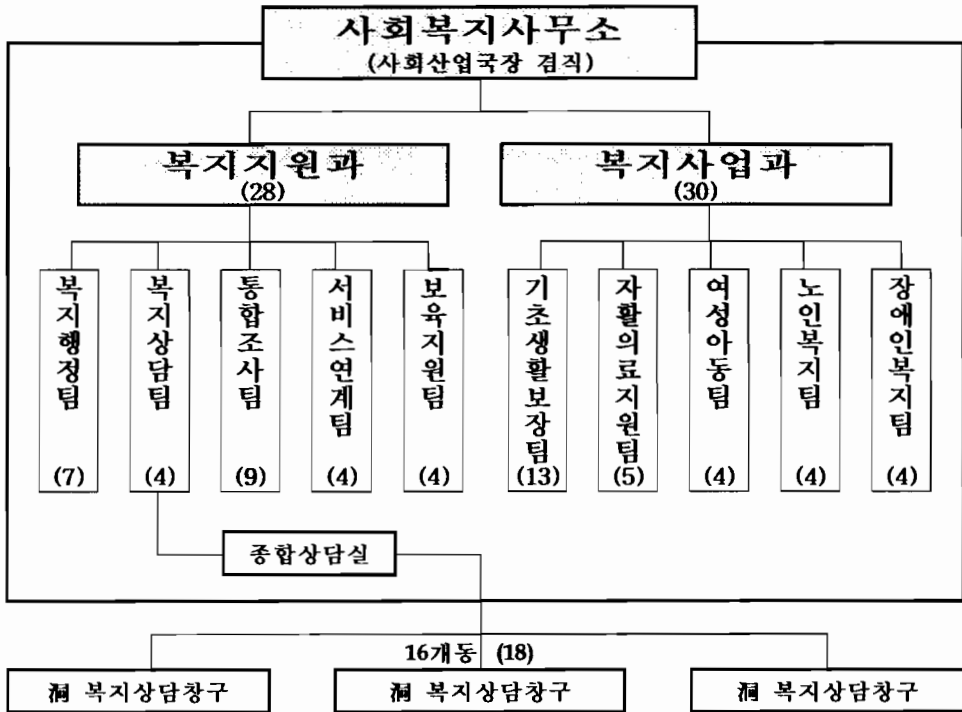 사회복지사무소
(사회산업국장 겸직)
복지지원과
(28)
복지사업과
(30)
복지행정팀
(7)
복지상담팀
(4)
통합조사팀
(9)
서비스연계팀
(4)
보육지원팀
(4)
기초생활보장팀
(13)
자활의료지원팀
(5)
여성아동팀
(4)
노인복지팀
(4)
장애인복지팀
(4)
종합상담실
16개동 (18)
洞 복지상담창구
洞 복지상담창구
洞 복지상담창구